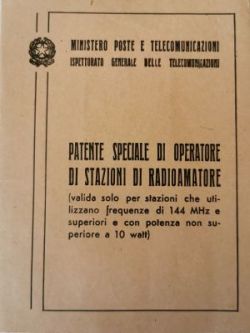 MINISTERO POSTE E TELECOMUNICAZIONI
ISPETTORATO GENERALE DELLE TELECOMUNICAZIONI
PATENTE SPECIALE DI OPERATORE
DI STAZIONI DI RADIOAMATORE
(valida solo per stazioni che uti-
lizzano frequenze di 144 MHz e
superiori e con potenza non su-
periore a 10 watt)